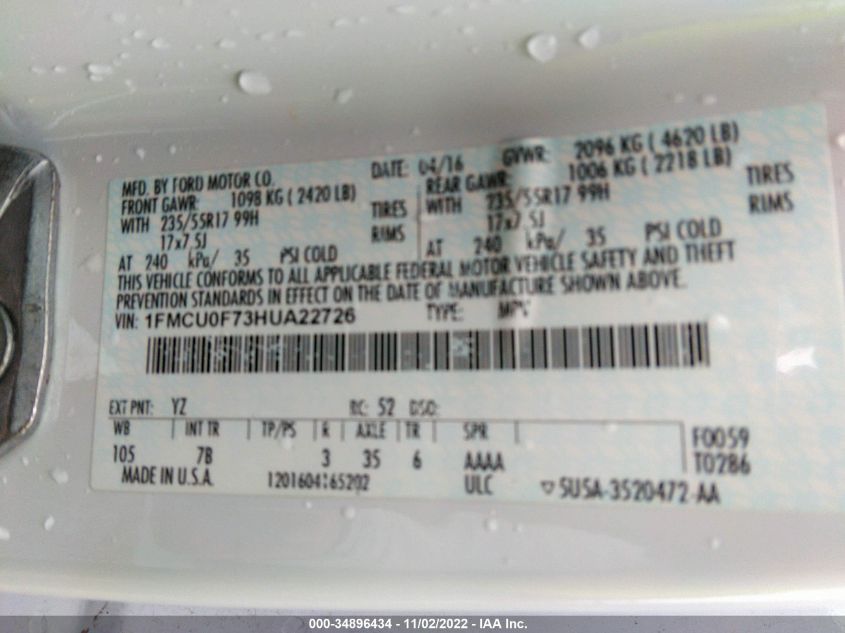 MFD. BY FORD MOTOR CO. DATE: 04/16 GVWR: 2096 KG ( 4620 LB)
FRONT GAWR: 1098 KG ( 2420 LB) REAR GAWR: 1006 KG ( 2218 LB)
WITH 235/55R17 99H TIRES WITH 235/55R17 99H TIRES
17x7.5J RIMS 17x7.5J RIMS
AT 240 kPa/ 35 PSI COLD AT 240 kPa/ 35 PSI COLD
THIS VEHICLE CONFORMS TO ALL APPLICABLE FEDERAL MOTOR VEHICLE SAFETY AND THEFT
PREVENTION STANDARDS IN EFFECT ON THE DATE OF MANUFACTURE SHOWN ABOVE.
VIN: 1FMCU0F73HUA22726 TYPE: MPV
EXT PNT: YZ RC: 52 DSO:
WB INT TR TP/PS R AXLE TR SPR F0059
105 7B 3 35 6 AAAA T0286
MADE IN U.S.A. ULC 5U5A-3520472-AA
000-34896434 - 11/02/2022 - IAA Inc.